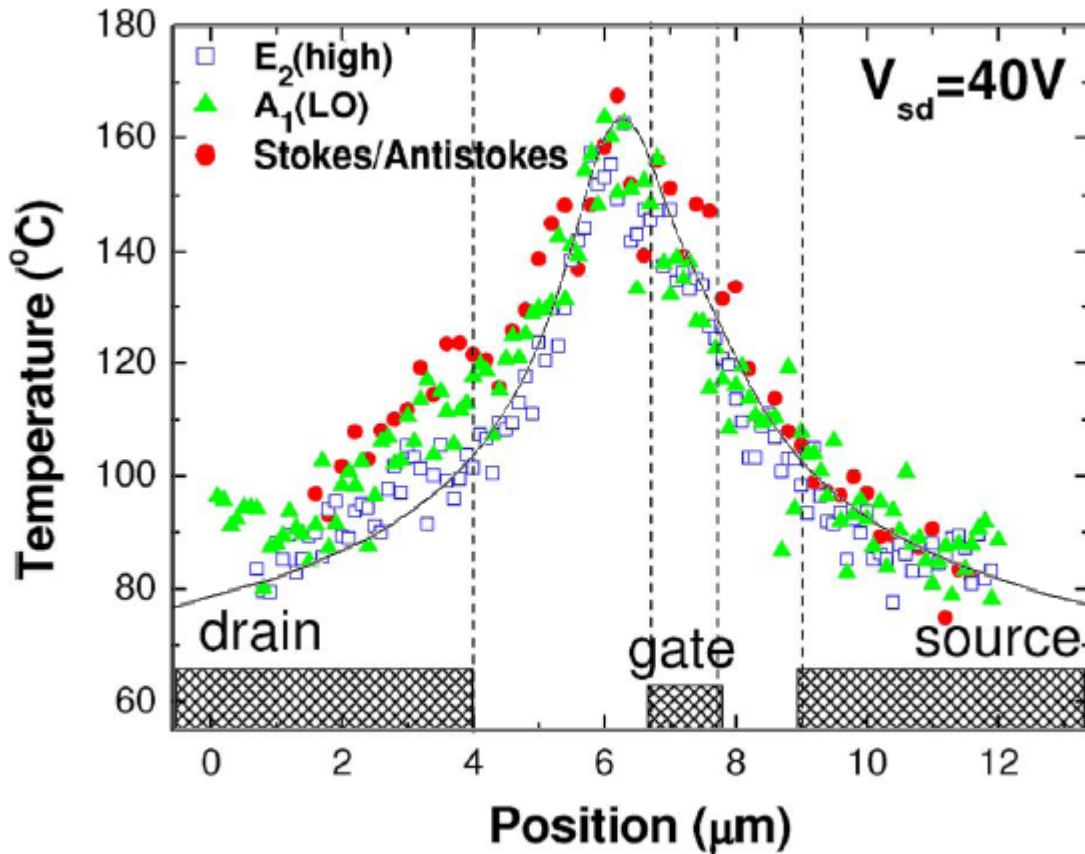 180
160
140
120
100
80
60
Temperature (°C)
E₂(high)
A₁(LO)
Stokes/Antistokes
V_sd=40V
drain
gate
source
0 2 4 6 8 10 12
Position (μm)